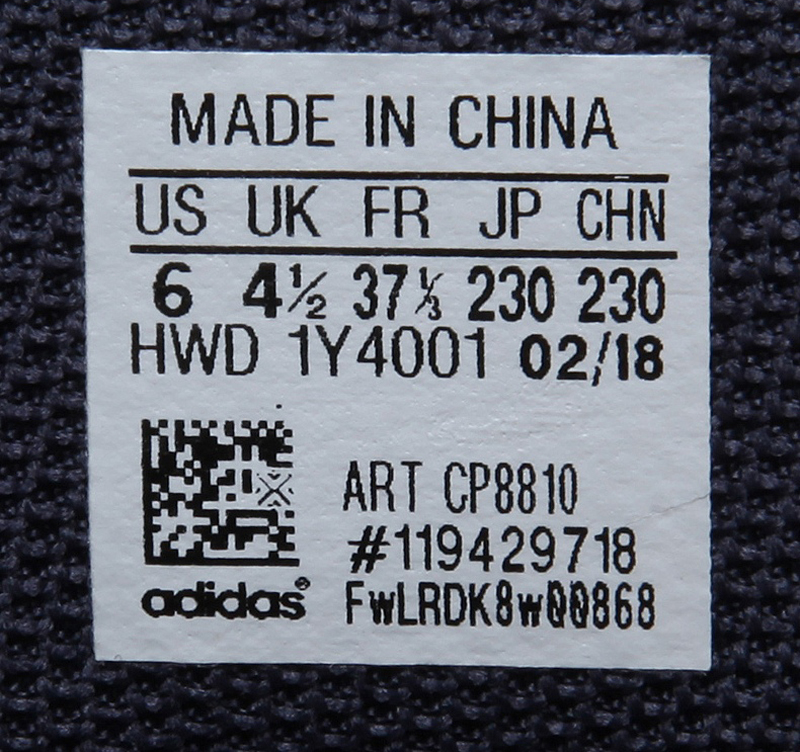 MADE IN CHINA
US UK FR JP CHN
6 4½ 37⅓ 230 230
HWD 1Y4001 02/18
ART CP8810
#119429718
adidas® FwLRDK8w00868